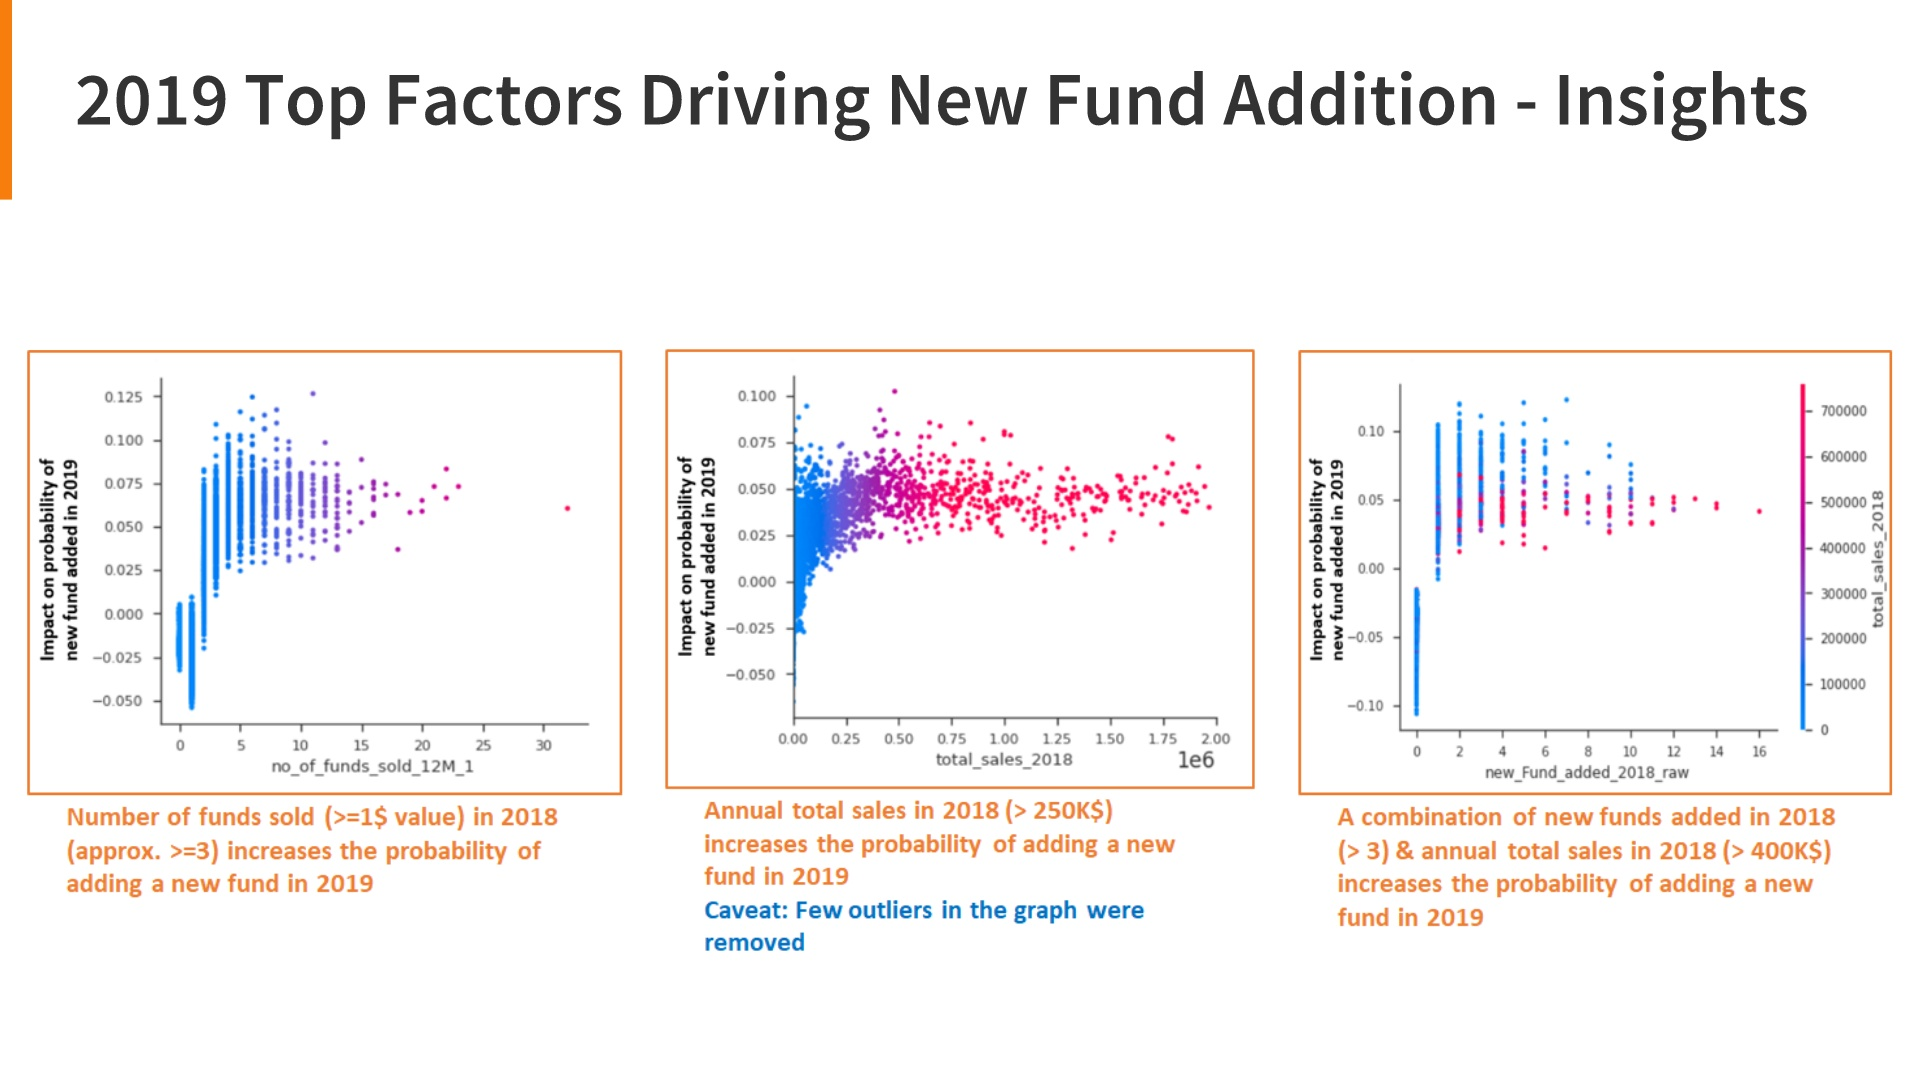 2019 Top Factors Driving New Fund Addition - Insights
Impact on probability of
new fund added in 2019
0.125
0.100
0.075
0.050
0.025
0.000
−0.025
−0.050
0 5 10 15 20 25 30
no_of_funds_sold_12M_1
Number of funds sold (>=1$ value) in 2018
(approx. >=3) increases the probability of
adding a new fund in 2019
Impact on probability of
new fund added in 2019
0.100
0.075
0.050
0.025
0.000
−0.025
−0.050
0.00 0.25 0.50 0.75 1.00 1.25 1.50 1.75 2.00
total_sales_2018
1e6
Annual total sales in 2018 (> 250K$)
increases the probability of adding a new
fund in 2019
Caveat: Few outliers in the graph were
removed
Impact on probability of
new fund added in 2019
0.10
0.05
0.00
−0.05
−0.10
0 2 4 6 8 10 12 14 16
new_Fund_added_2018_raw
700000
600000
500000
400000
300000
200000
100000
0
total_sales_2018
A combination of new funds added in 2018
(> 3) & annual total sales in 2018 (> 400K$)
increases the probability of adding a new
fund in 2019